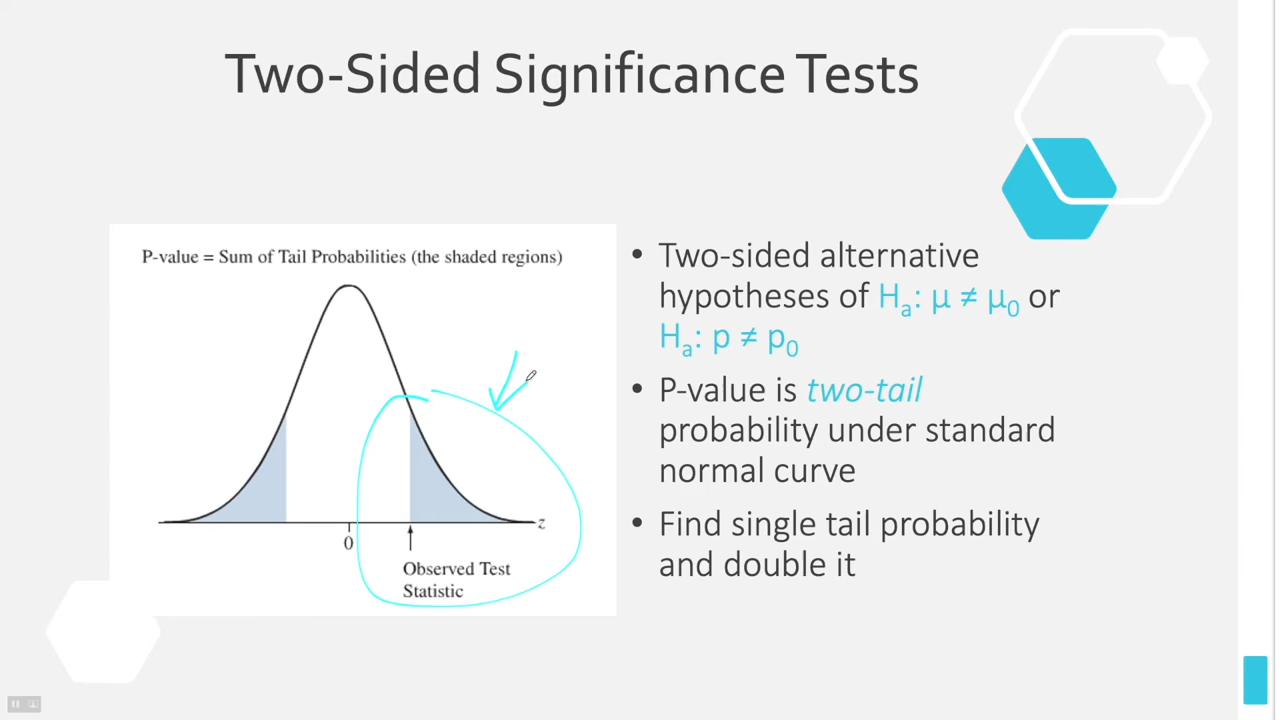 Two-Sided Significance Tests
P-value = Sum of Tail Probabilities (the shaded regions)
0
z
Observed Test
Statistic
• Two-sided alternative
hypotheses of Hₐ: μ ≠ μ₀ or
Hₐ: p ≠ p₀
• P-value is two-tail
probability under standard
normal curve
• Find single tail probability
and double it